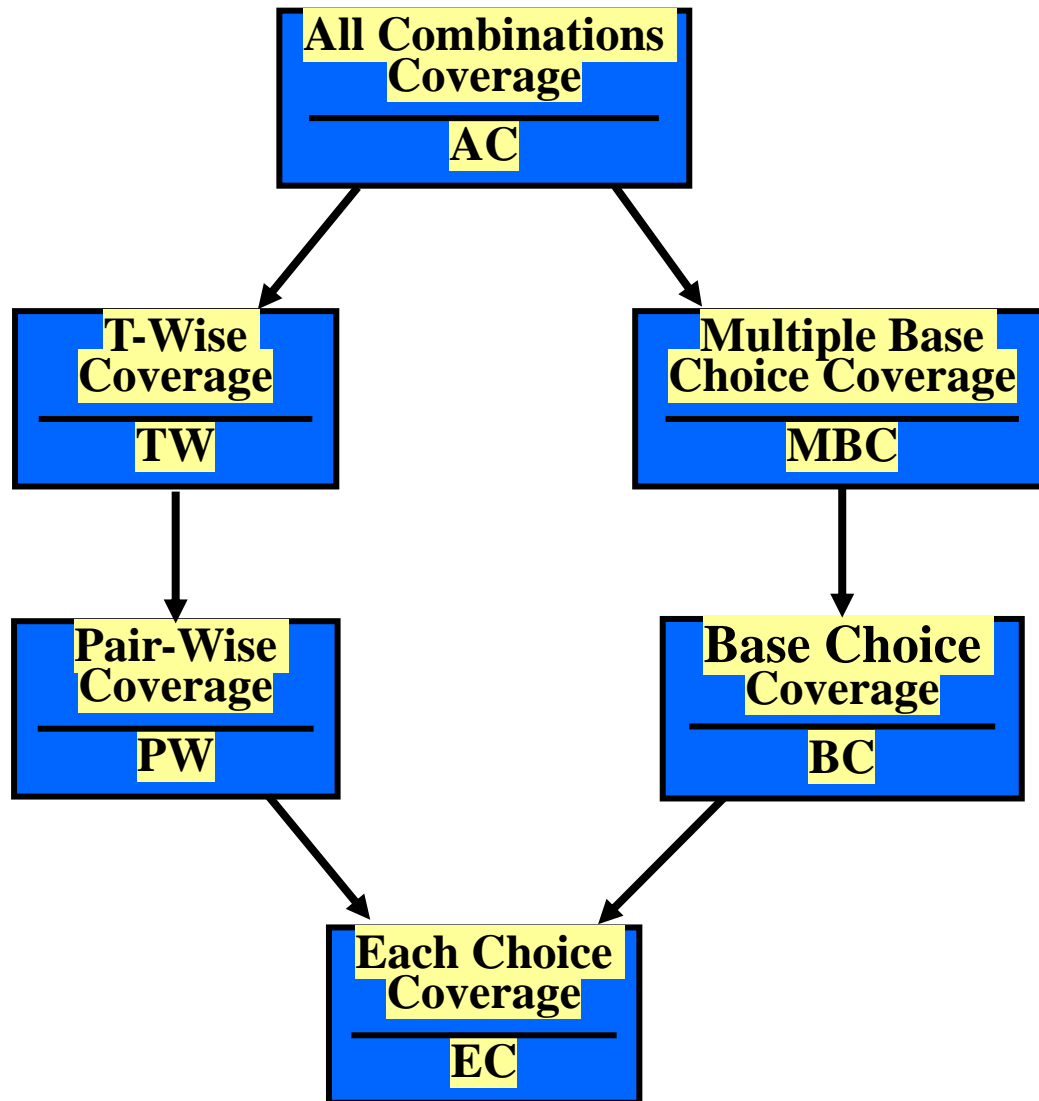 All Combinations
Coverage
AC
T-Wise
Coverage
TW
Multiple Base
Choice Coverage
MBC
Pair-Wise
Coverage
PW
Base Choice
Coverage
BC
Each Choice
Coverage
EC